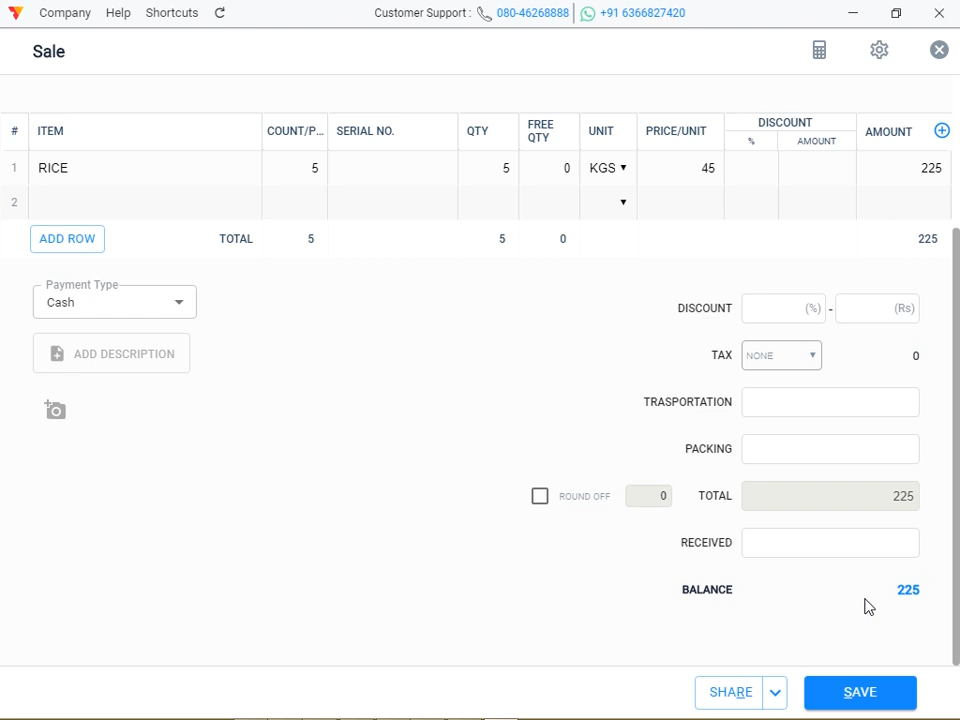 Company Help Shortcuts Customer Support : 080-46268888 +91 6366827420
Sale
# ITEM COUNT/P... SERIAL NO. QTY FREE QTY UNIT PRICE/UNIT DISCOUNT % AMOUNT AMOUNT
1 RICE 5 5 0 KGS 45 225
2
ADD ROW TOTAL 5 5 0 225
Payment Type
Cash
ADD DESCRIPTION
DISCOUNT (%) - (Rs)
TAX NONE 0
TRASPORTATION
PACKING
ROUND OFF 0 TOTAL 225
RECEIVED
BALANCE 225
SHARE SAVE